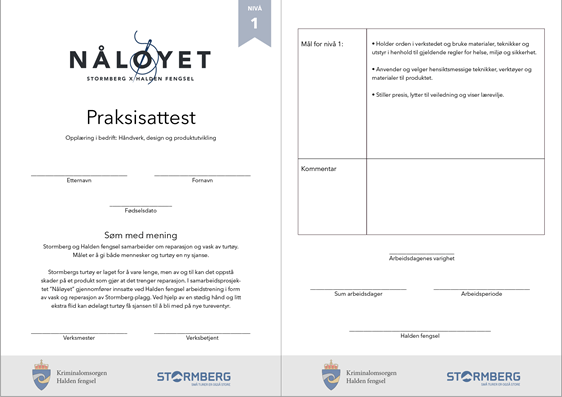 NIVÅ
1
NÅLØYET
STORMBERG X HALDEN FENGSEL
Praksisattest
Opplæring i bedrift: Håndverk, design og produktutvikling
Etternavn
Fornavn
Fødselsdato
Søm med mening
Stormberg og Halden fengsel samarbeider om reparasjon og vask av turtøy.
Målet er å gi både mennesker og turtøy en ny sjanse.
Stormbergs turtøy er laget for å vare lenge, men av og til kan det oppstå
skader på et produkt som gjør at det trenger reparasjon. I samarbeidsprosjek-
tet "Nåløyet" gjennomfører innsatte ved Halden fengsel arbeidstrening i form
av vask og reparasjon av Stormberg-plagg. Ved hjelp av en stødig hånd og litt
ekstra flid kan ødelagt turtøy få sjansen til å bli med på nye tureventyr.
Verksmester
Verksbetjent
Kriminalomsorgen
Halden fengsel
STORMBERG
Mål for nivå 1:
• Holder orden i verkstedet og bruke materialer, teknikker og
utstyr i henhold til gjeldende regler for helse, miljø og sikkerhet.
• Anvender og velger hensiktsmessige teknikker, verktøyer og
materialer til produktet.
• Stiller presis, lytter til veiledning og viser lærevilje.
Kommentar
Arbeidsdagenes varighet
Sum arbeidsdager
Arbeidsperiode
Halden fengsel
Kriminalomsorgen
Halden fengsel
STORMBERG